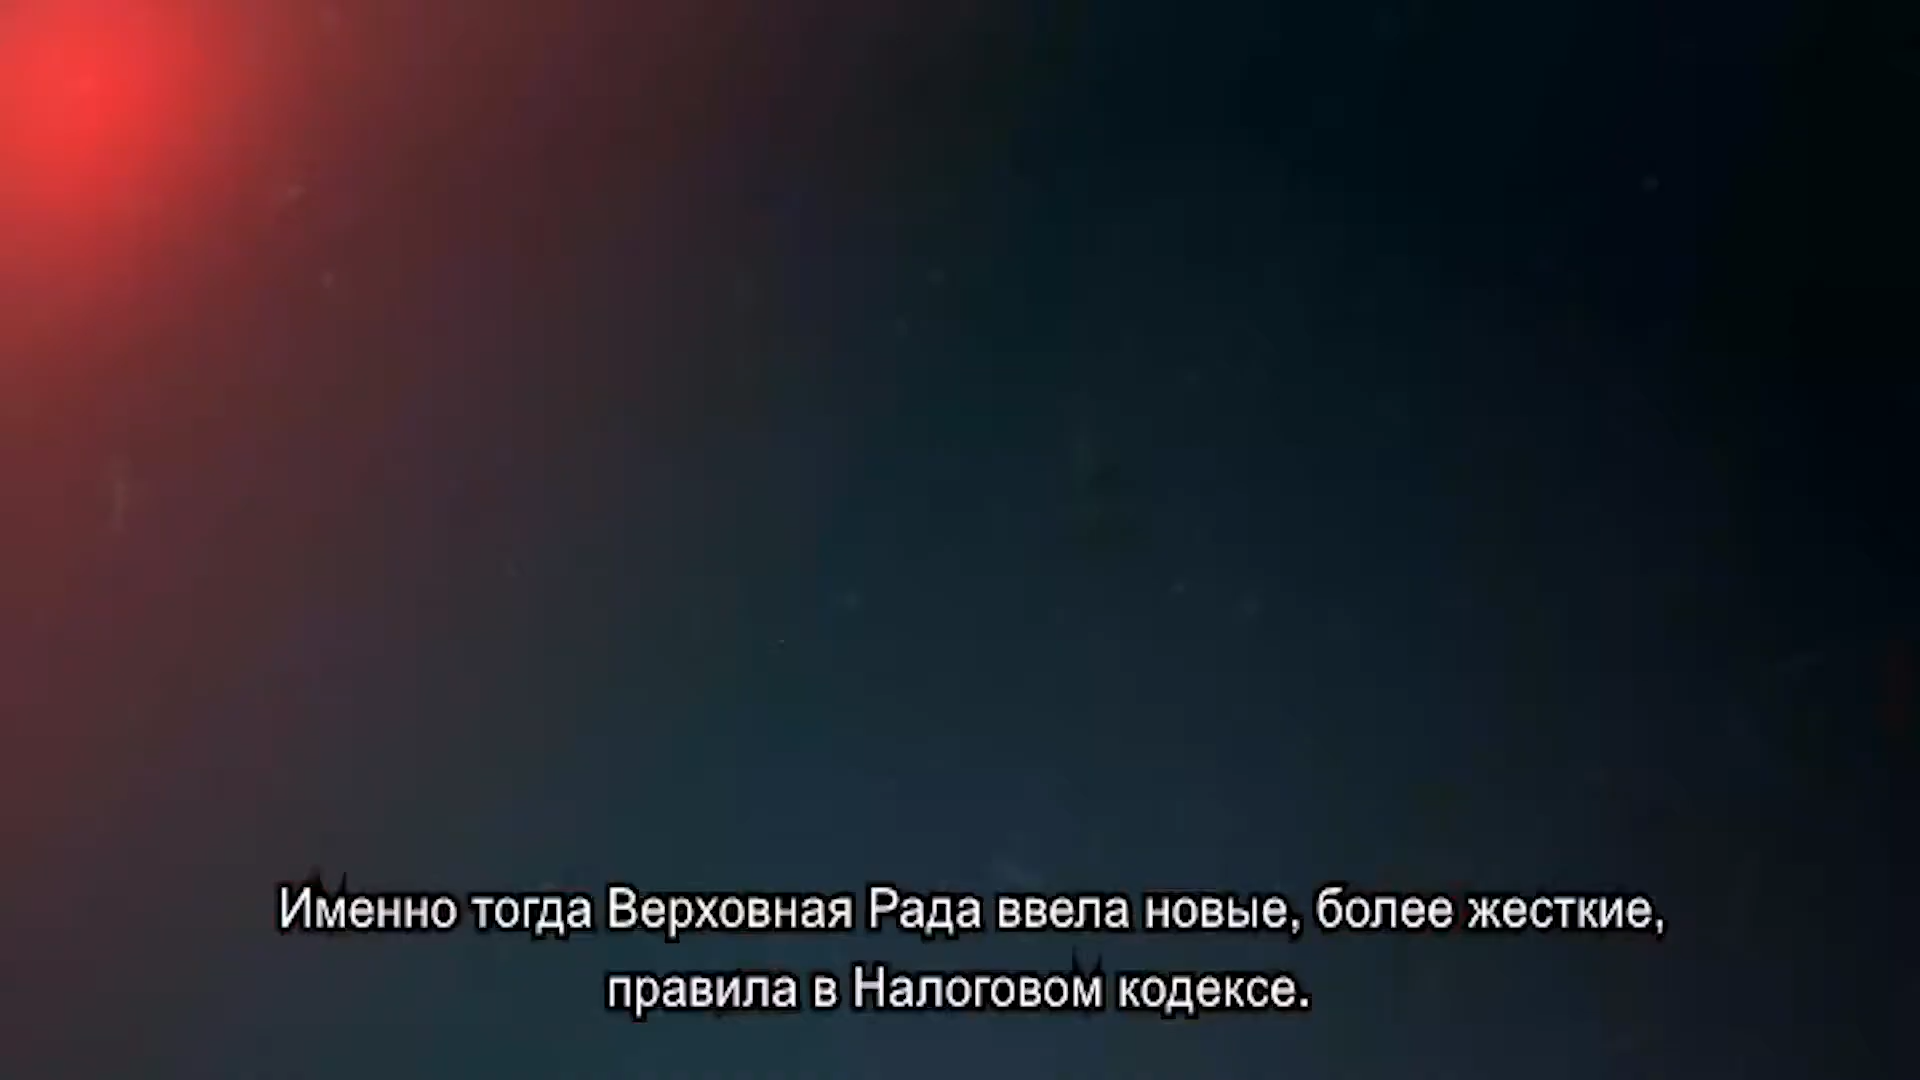 Именно тогда Верховная Рада ввела новые, более жесткие,
правила в Налоговом кодексе.